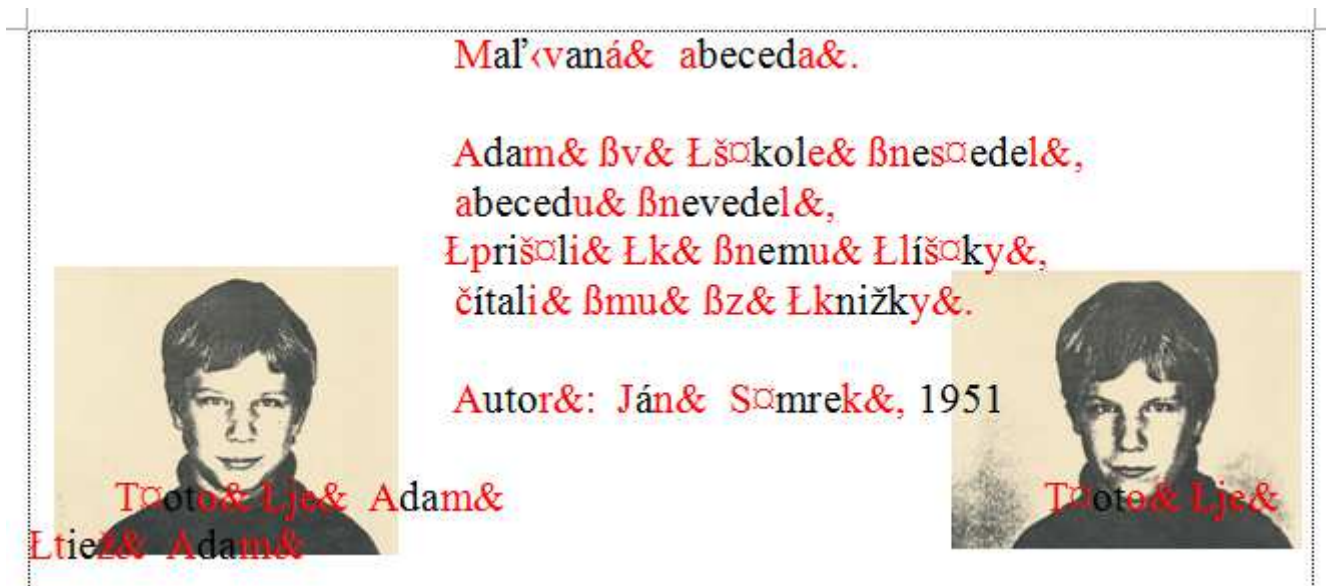 Maľ‹vaná& abeceda&.
Adam& ßv& Łš¤kole& ßnes¤edel&,
abecedu& ßnevedel&,
Łpriš¤li& Łk& ßnemu& Łlíš¤ky&,
čítali& ßmu& ßz& Łknižky&.
Autor&: Ján& S¤mrek&, 1951
T¤oto& Łje& Adam& T¤oto& Łje&
Łtiež& Adam&